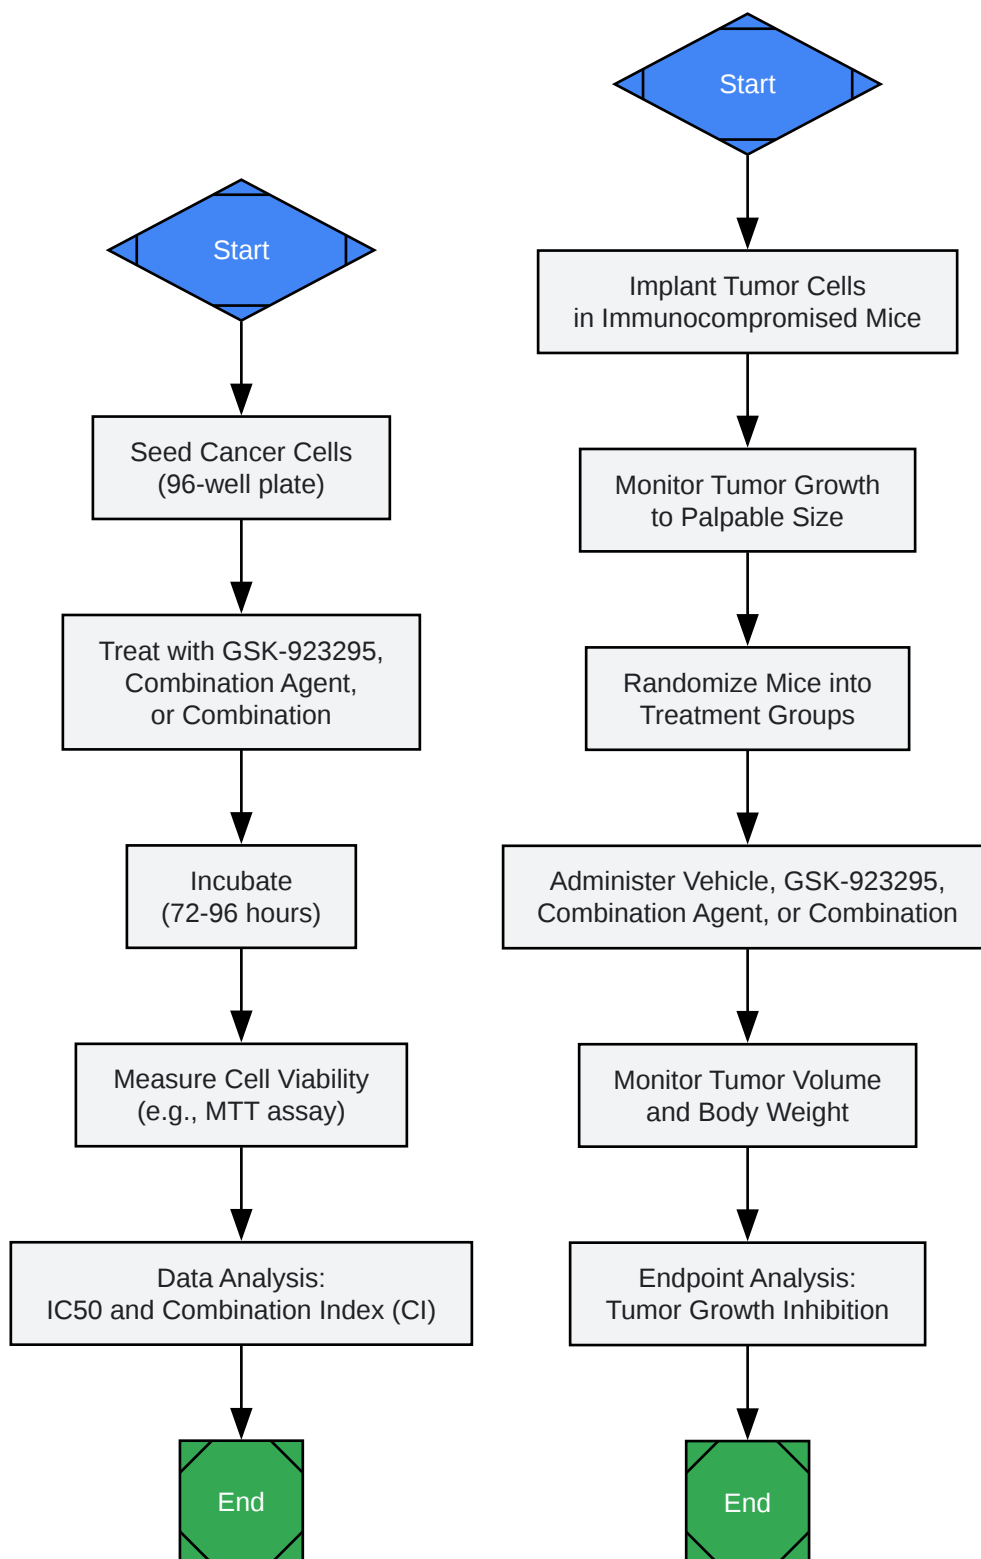 Start
Seed Cancer Cells
(96-well plate)
Treat with GSK-923295,
Combination Agent,
or Combination
Incubate
(72-96 hours)
Measure Cell Viability
(e.g., MTT assay)
Data Analysis:
IC50 and Combination Index (CI)
End
Start
Implant Tumor Cells
in Immunocompromised Mice
Monitor Tumor Growth
to Palpable Size
Randomize Mice into
Treatment Groups
Administer Vehicle, GSK-923295,
Combination Agent, or Combination
Monitor Tumor Volume
and Body Weight
Endpoint Analysis:
Tumor Growth Inhibition
End